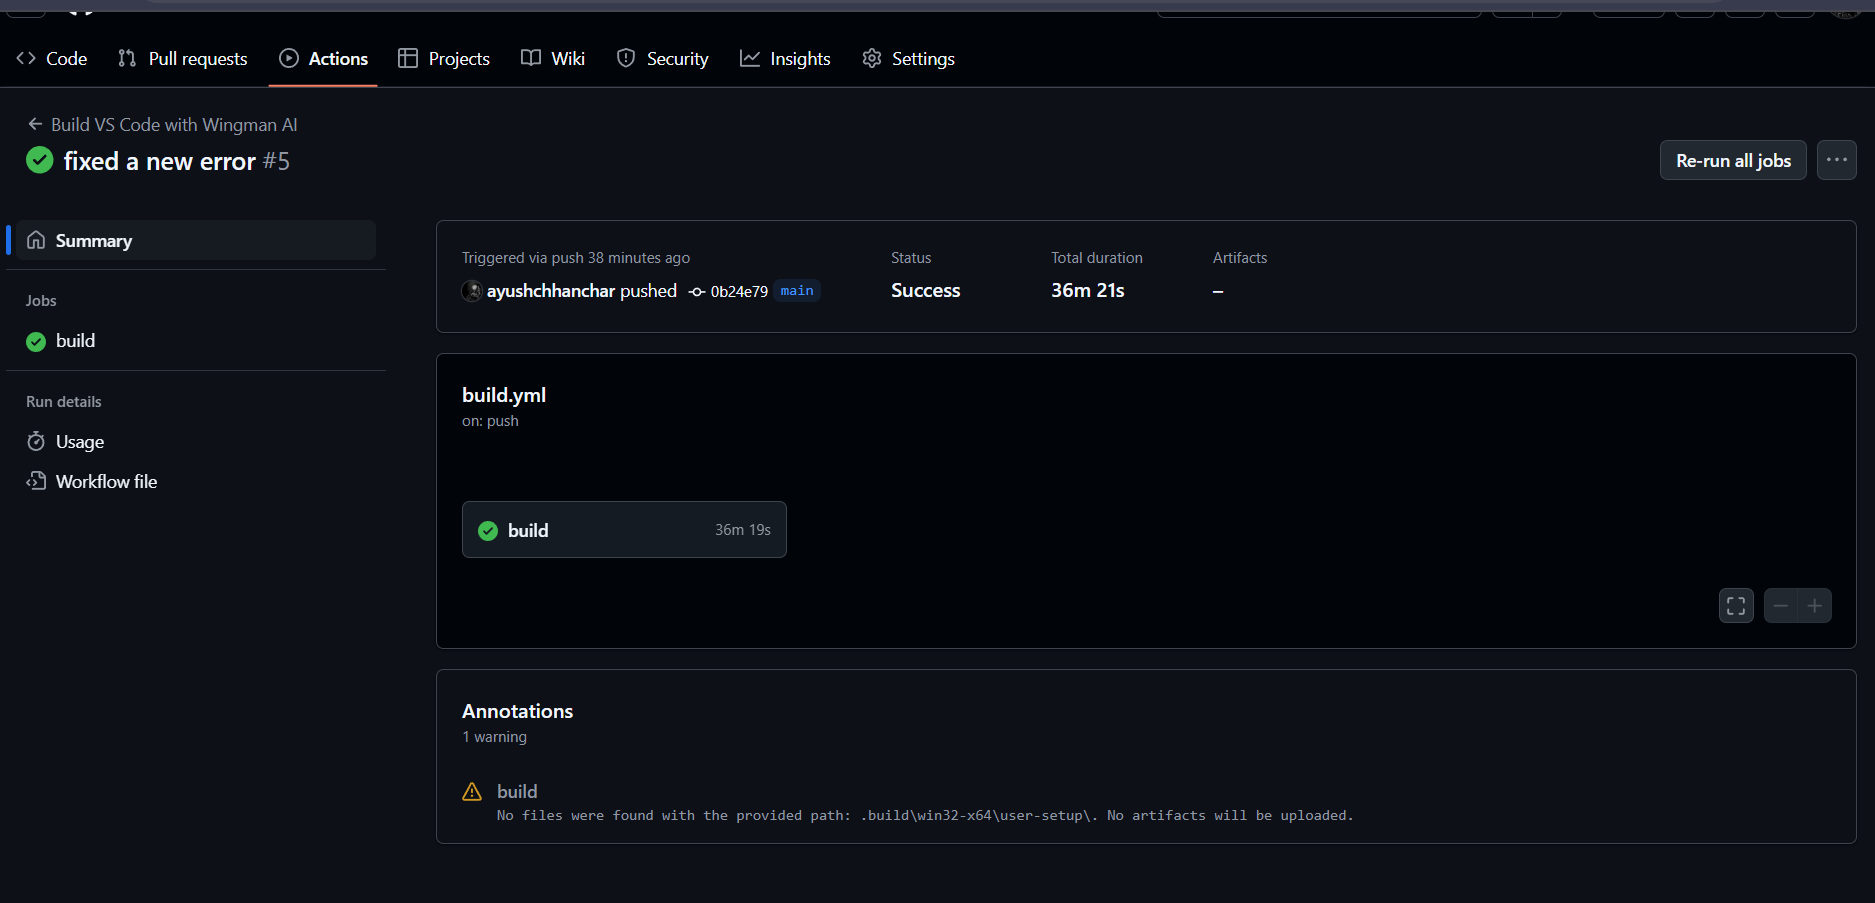 Code Pull requests Actions Projects Wiki Security Insights Settings
Build VS Code with Wingman AI
fixed a new error #5
Re-run all jobs
Summary
Jobs
build
Run details
Usage
Workflow file
Triggered via push 38 minutes ago
ayushchhanchar pushed 0b24e79 main
Status
Success
Total duration
36m 21s
Artifacts
–
build.yml
on: push
build 36m 19s
Annotations
1 warning
build
No files were found with the provided path: .build\win32-x64\user-setup\. No artifacts will be uploaded.